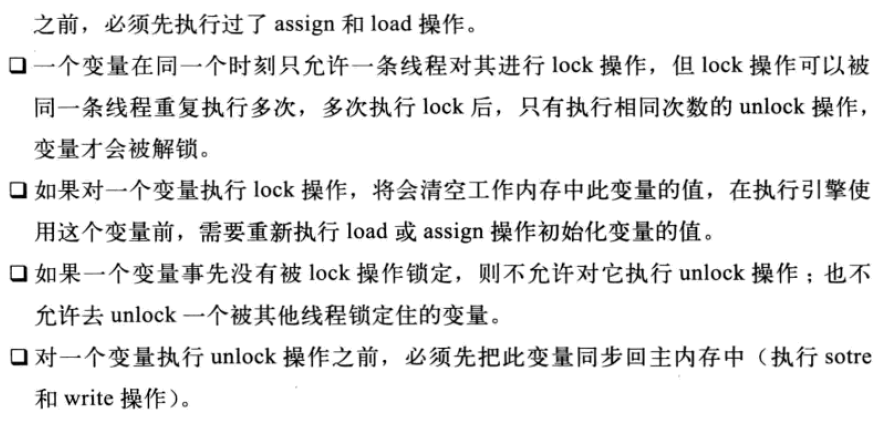 之前，必须先执行过了 assign 和 load 操作。
❑ 一个变量在同一个时刻只允许一条线程对其进行 lock 操作，但 lock 操作可以被
同一条线程重复执行多次，多次执行 lock 后，只有执行相同次数的 unlock 操作，
变量才会被解锁。
❑ 如果对一个变量执行 lock 操作，将会清空工作内存中此变量的值，在执行引擎使
用这个变量前，需要重新执行 load 或 assign 操作初始化变量的值。
❑ 如果一个变量事先没有被 lock 操作锁定，则不允许对它执行 unlock 操作；也不
允许去 unlock 一个被其他线程锁定住的变量。
❑ 对一个变量执行 unlock 操作之前，必须先把此变量同步回主内存中（执行 sotre
和 write 操作）。